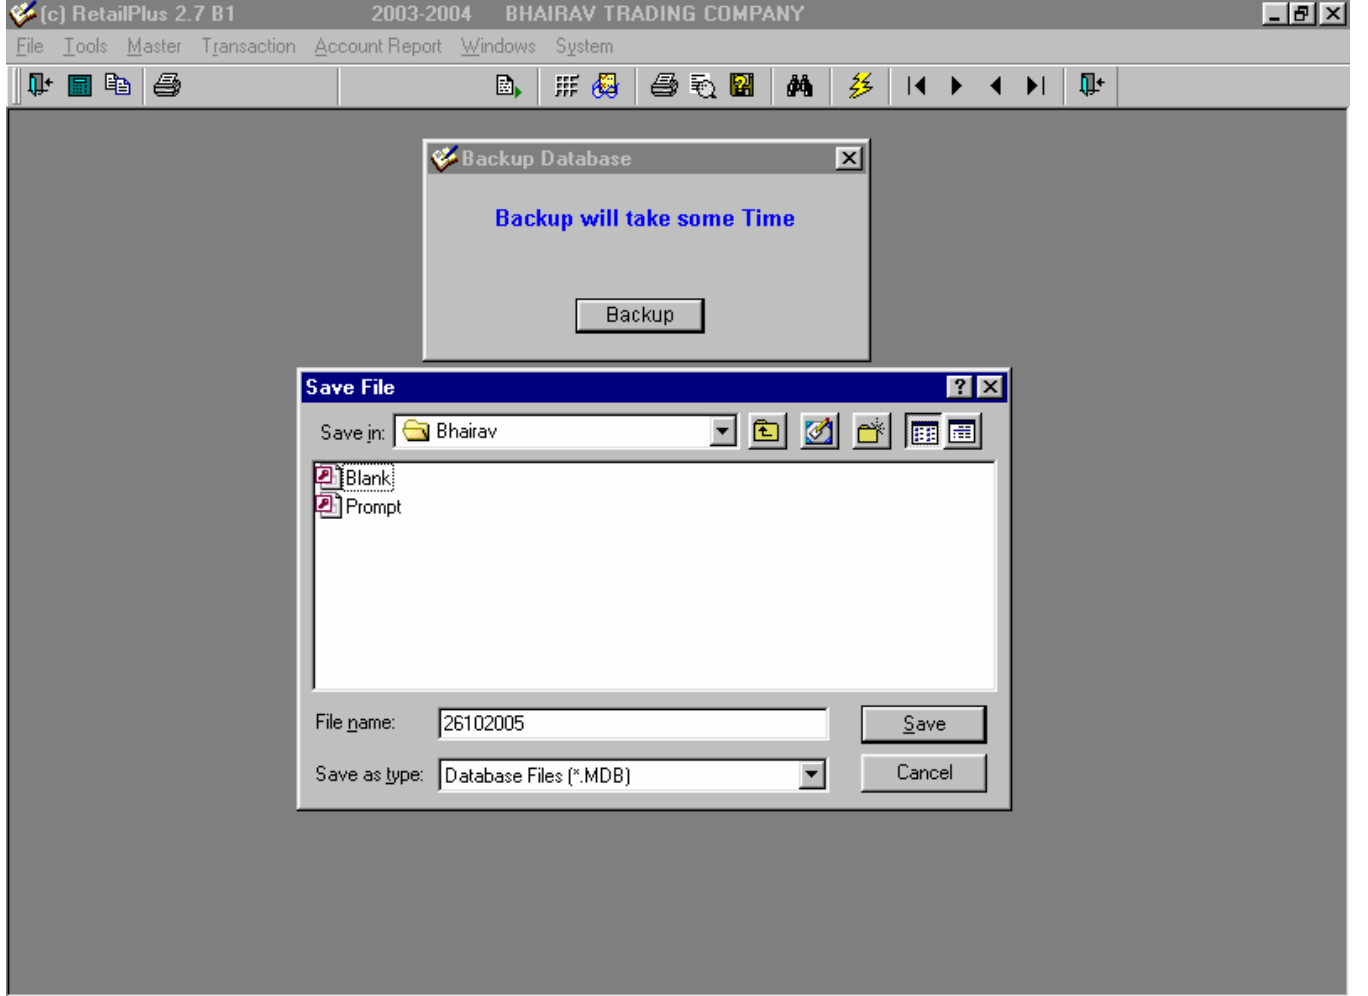 (c) RetailPlus 2.7 B1 2003-2004 BHAIRAV TRADING COMPANY
File Tools Master Transaction Account Report Windows System
Backup Database
Backup will take some Time
Backup
Save File
Save in: Bhairav
Blank
Prompt
File name: 26102005 Save
Save as type: Database Files (*.MDB) Cancel